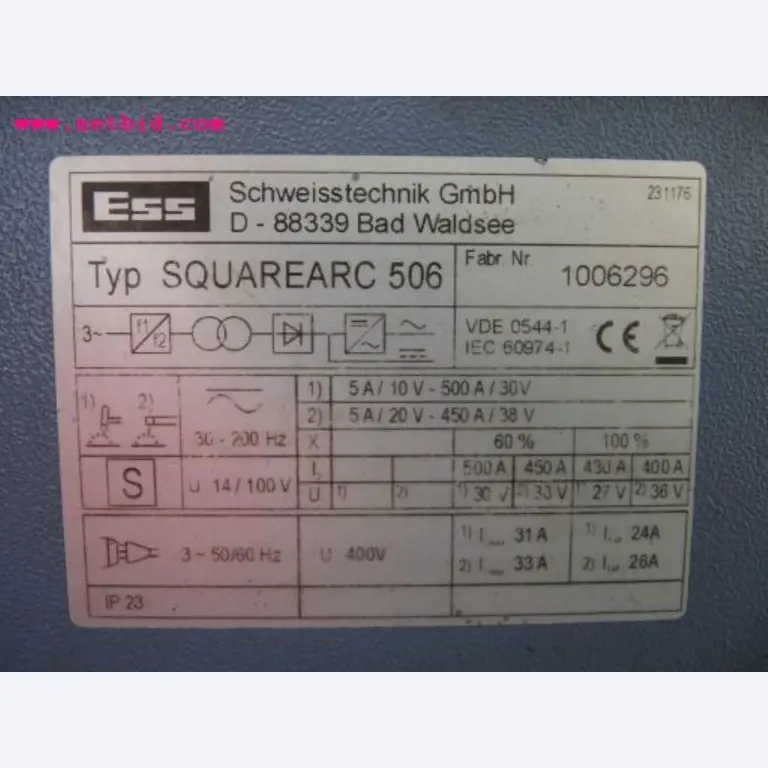 www.netbid.com
ESS Schweisstechnik GmbH 231176
D - 88339 Bad Waldsee
Typ SQUAREARC 506 Fabr. Nr. 1006296
3~ f1 f2 VDE 0544-1 CE
IEC 60974-1
1) 2) 1) 5 A / 10 V - 500 A / 30 V
2) 5 A / 20 V - 450 A / 38 V
30 - 200 Hz X 60 % 100 %
S U 14 / 100 V I2 500 A 450 A 430 A 400 A
U 1) 2) 1) 30 V 2) 33 V 1) 27 V 2) 36 V
3 ~ 50/60 Hz U 400V 1) I 31 A 1) I 24A
2) I 33 A 2) I 26A
IP 23